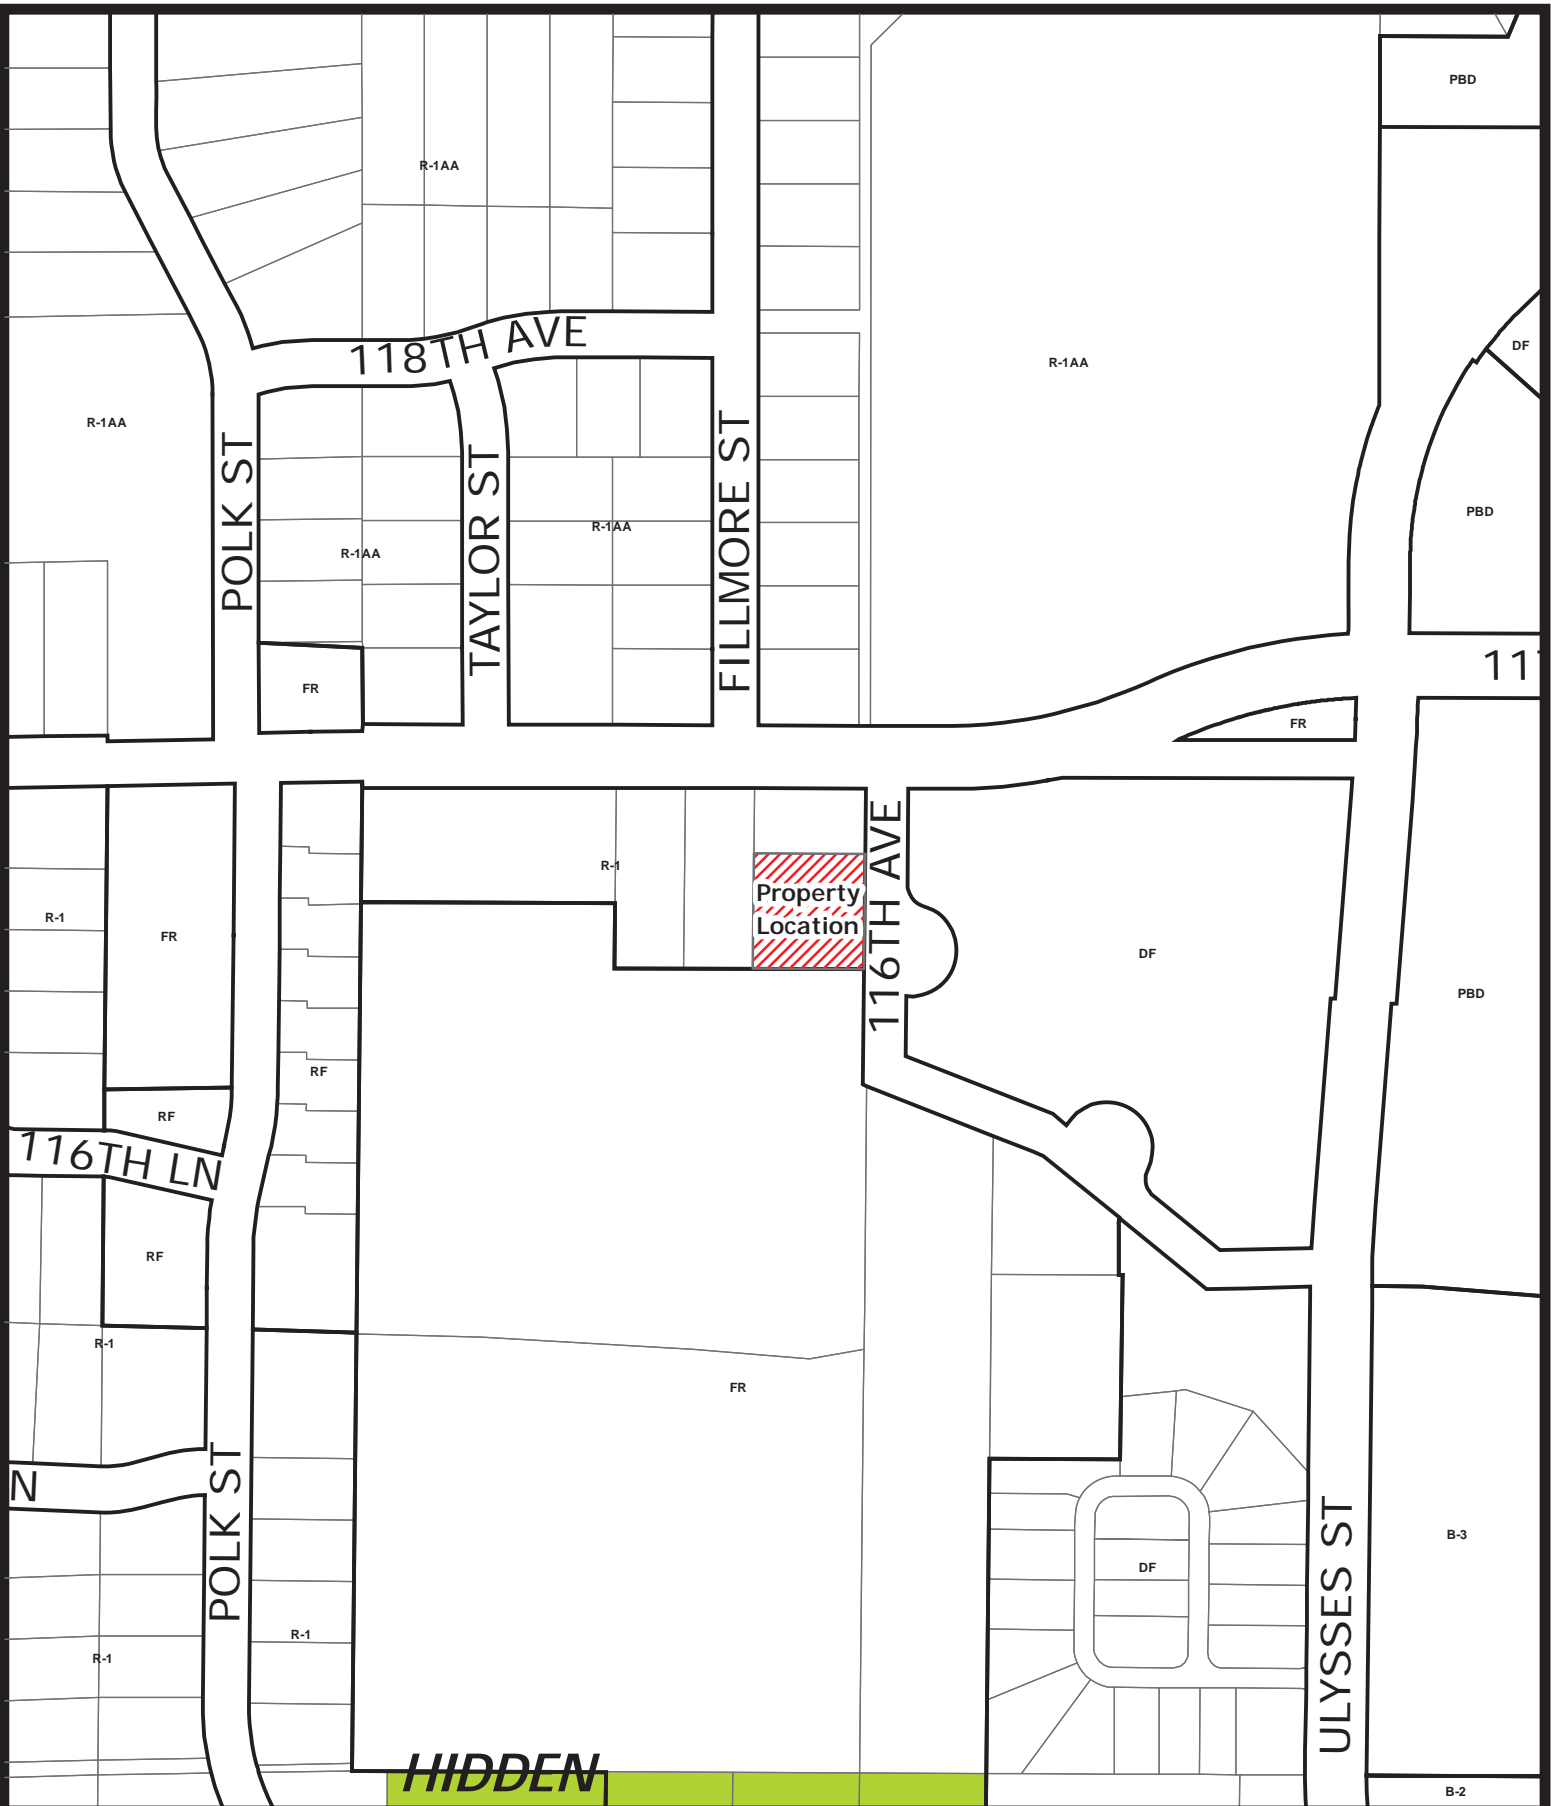 PBD
R-1AA
118TH AVE
DF
R-1AA
R-1AA
POLK ST
TAYLOR ST
FILLMORE ST
PBD
R-1AA
R-1AA
11
FR
FR
116TH AVE
R-1
Property
Location
R-1
FR
DF
PBD
RF
RF
116TH LN
RF
R-1
FR
N
POLK ST
ULYSSES ST
B-3
DF
R-1
R-1
HIDDEN
B-2